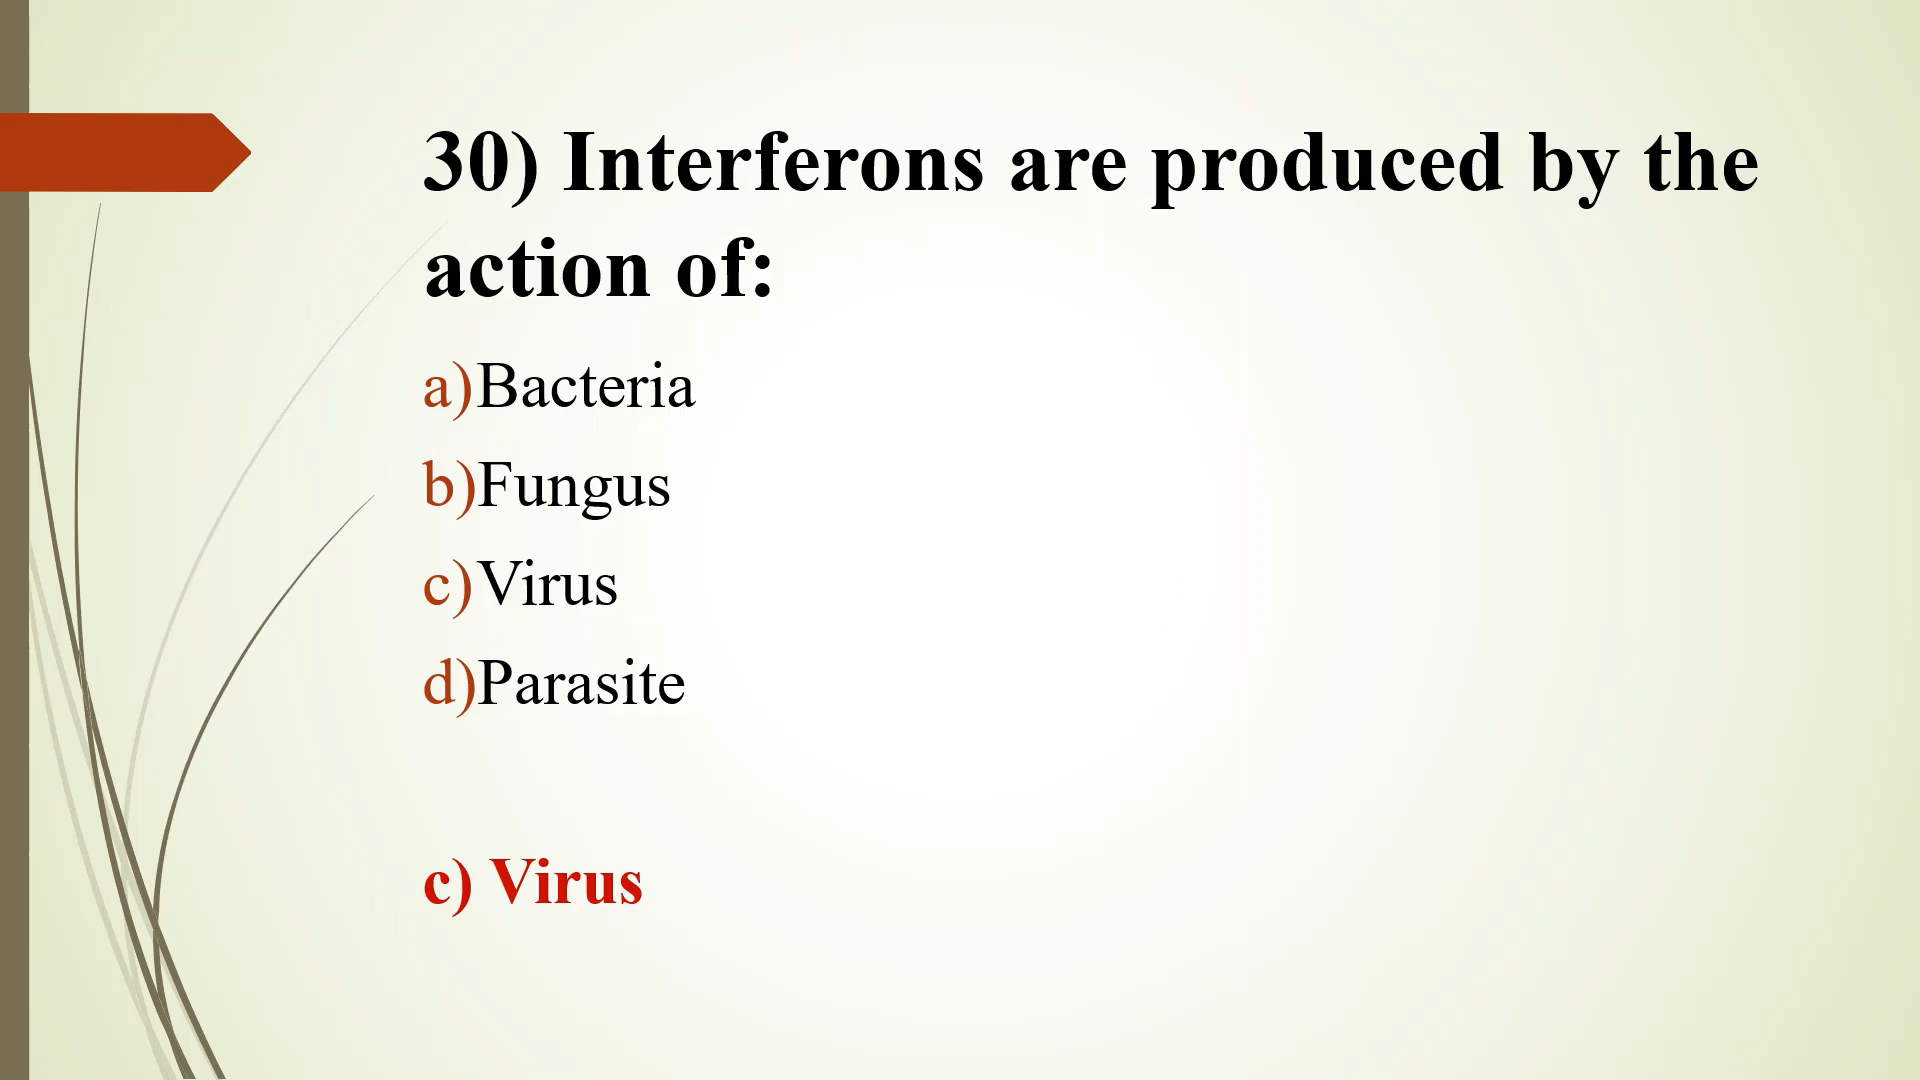 30) Interferons are produced by the
action of:
a)Bacteria
b)Fungus
c)Virus
d)Parasite
c) Virus